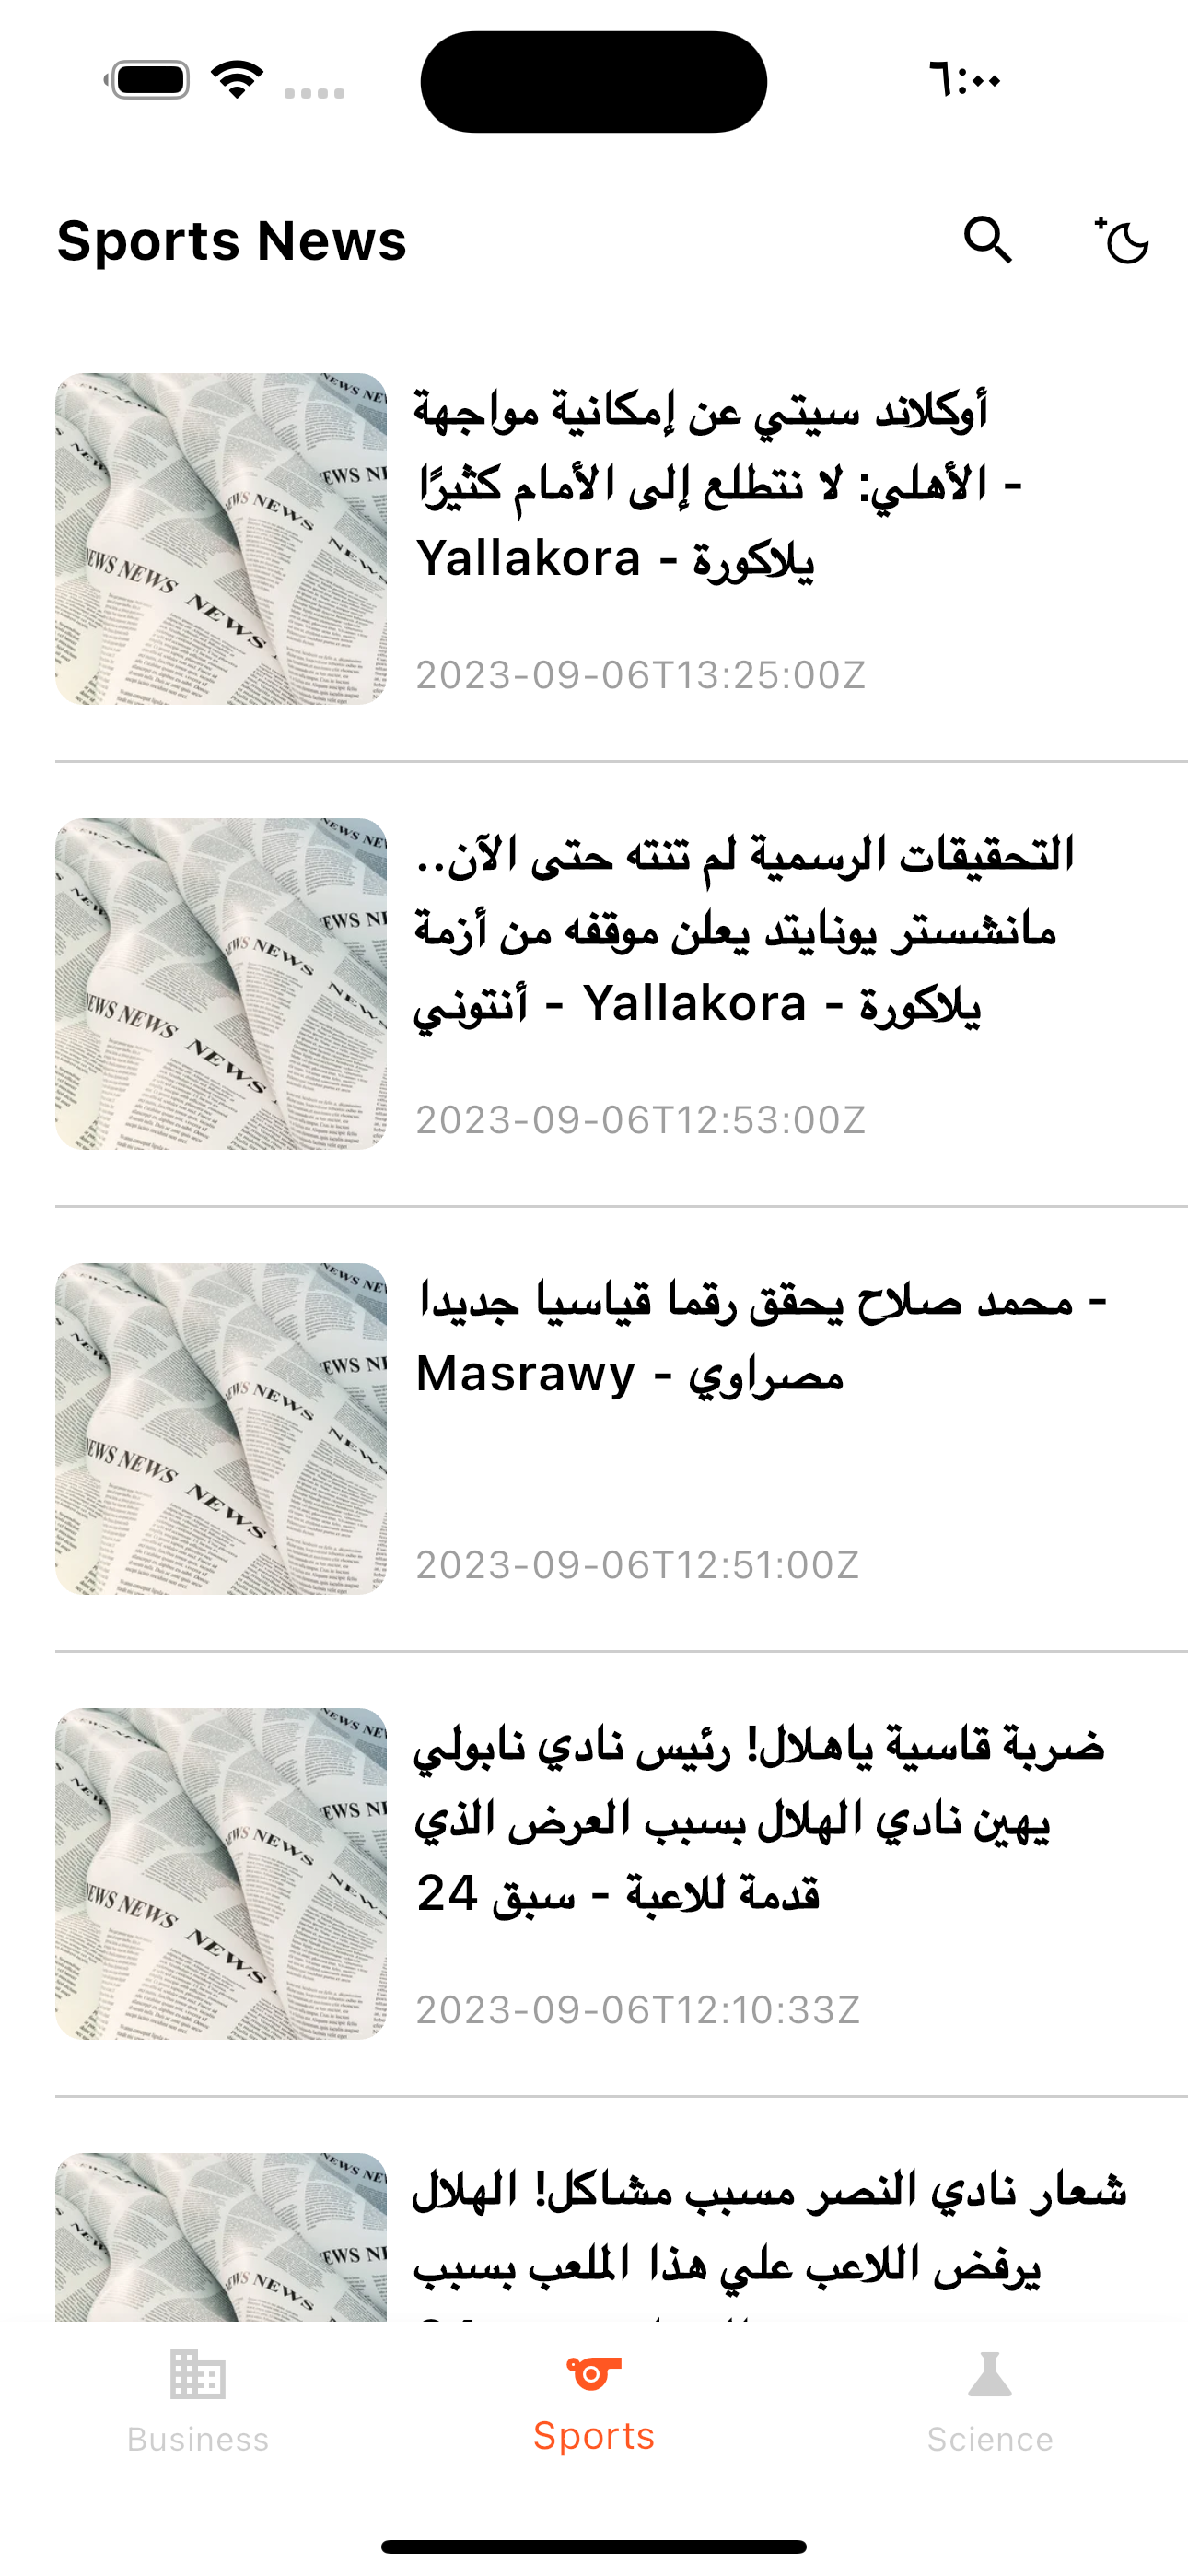 ٦:٠٠
Sports News
أوكلاند سيتي عن إمكانية مواجهة
الأهلي: لا نتطلع إلى الأمام كثيرًا -
Yallakora - يلاكورة
2023-09-06T13:25:00Z
التحقيقات الرسمية لم تنته حتى الآن..
مانشستر يونايتد يعلن موقفه من أزمة
أنتوني - Yallakora - يلاكورة
2023-09-06T12:53:00Z
محمد صلاح يحقق رقما قياسيا جديدا -
Masrawy - مصراوي
2023-09-06T12:51:00Z
ضربة قاسية ياهلال! رئيس نادي نابولي
يهين نادي الهلال بسبب العرض الذي
قدمة للاعبة - سبق 24
2023-09-06T12:10:33Z
شعار نادي النصر مسبب مشاكل! الهلال
يرفض اللاعب علي هذا الملعب بسبب
Business
Sports
Science